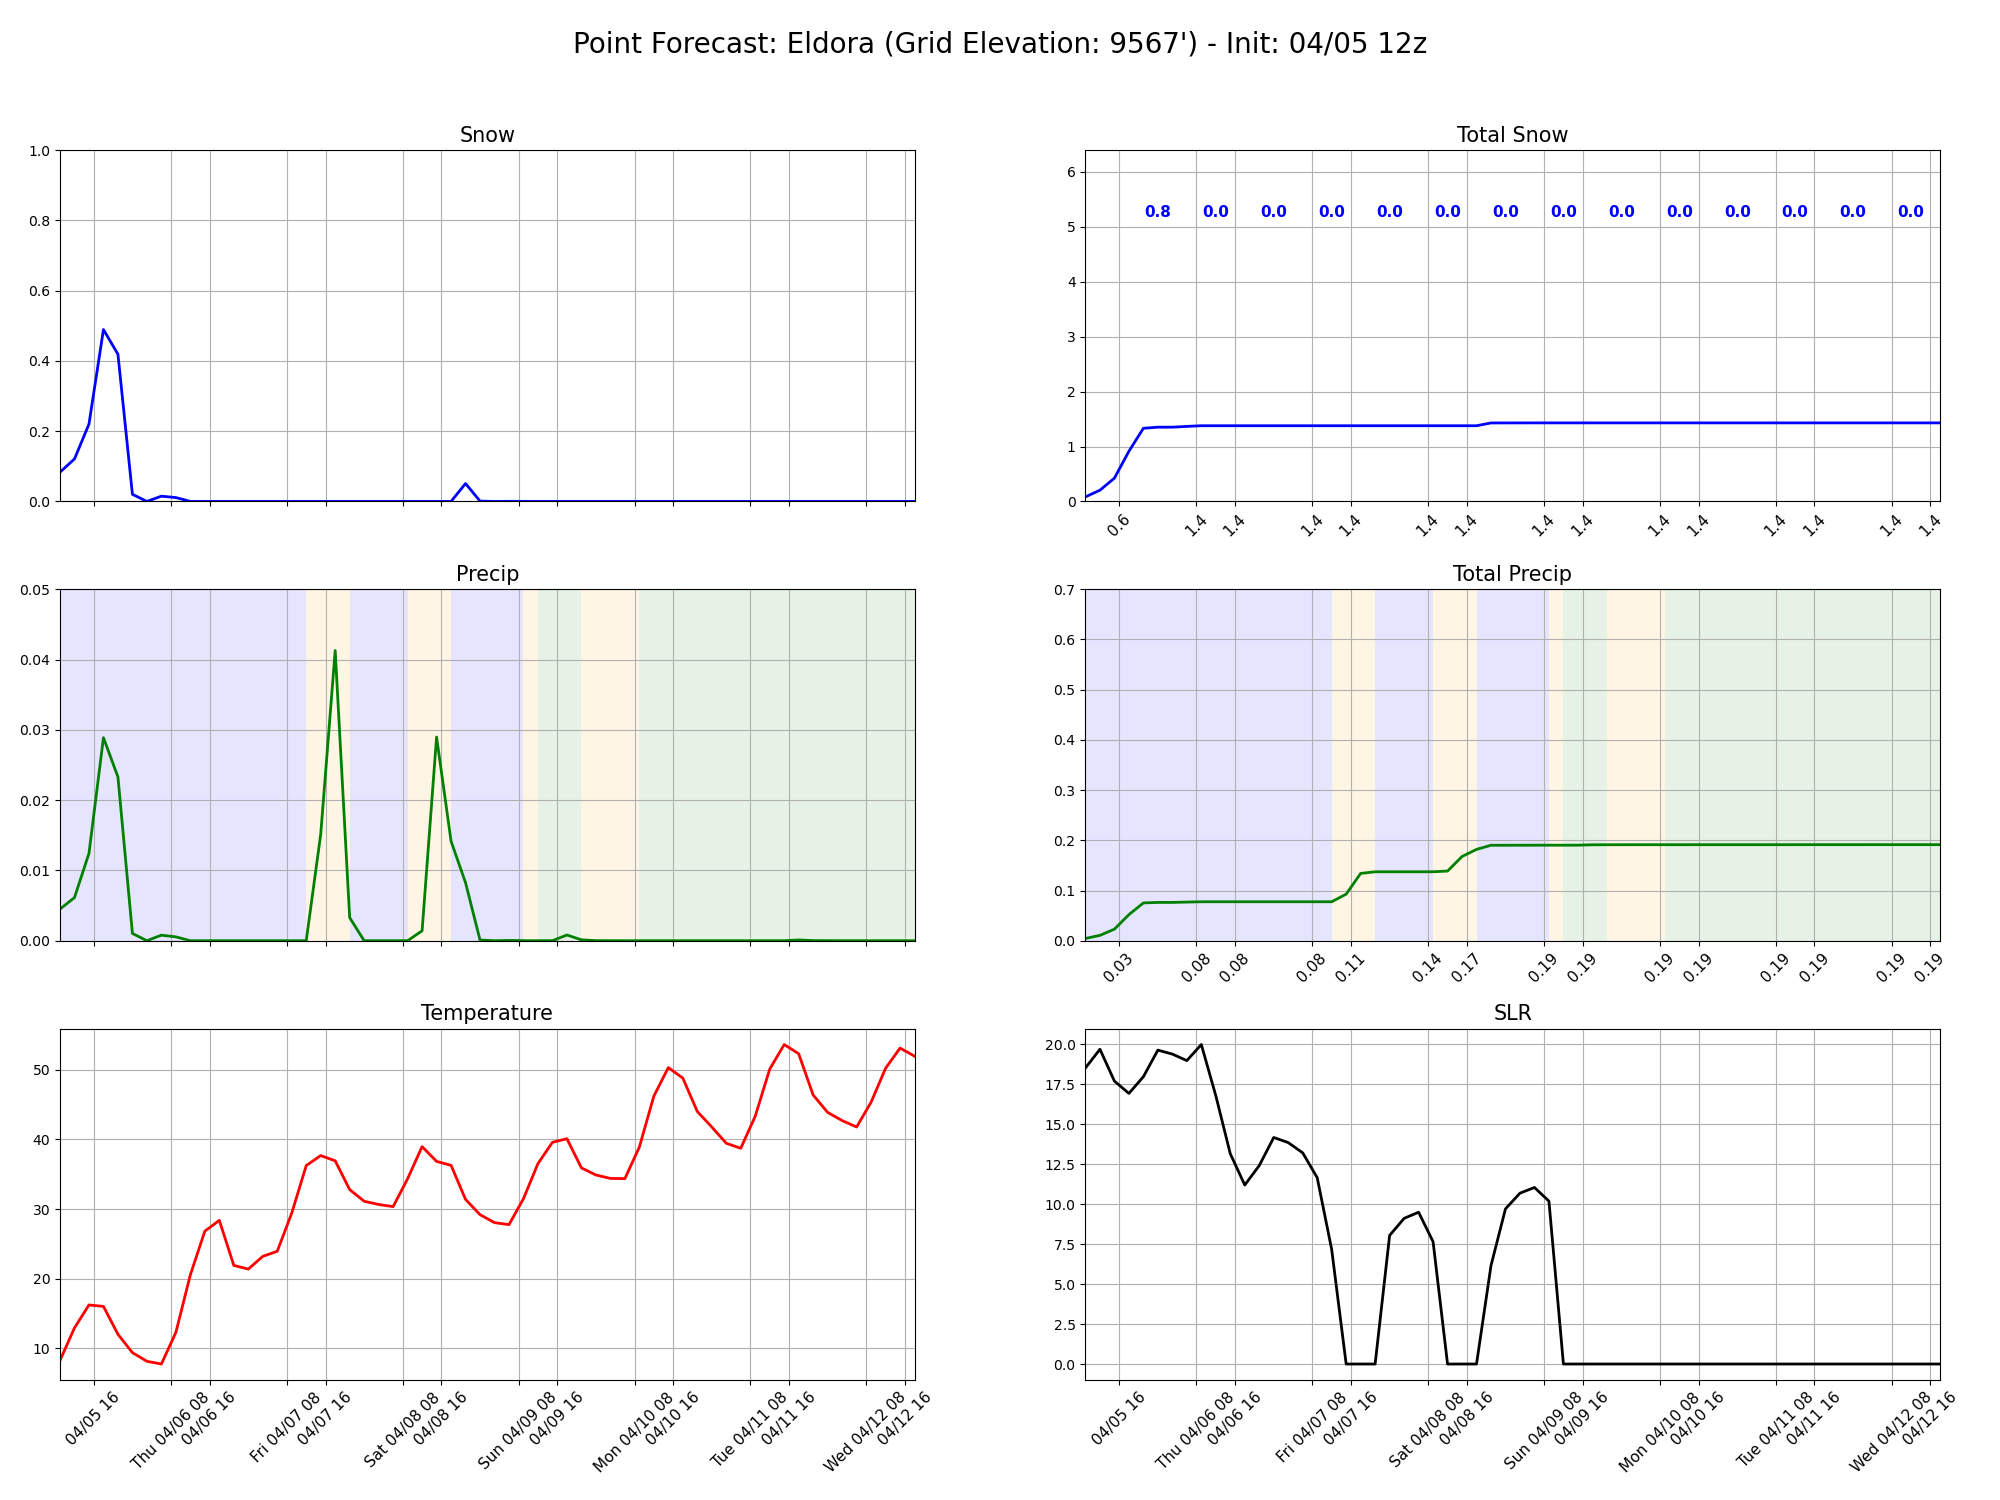 Point Forecast: Eldora (Grid Elevation: 9567') - Init: 04/05 12z
Snow
1.0
0.8
0.6
0.4
0.2
0.0
Total Snow
6
5
4
3
2
1
0
0.8 0.0 0.0 0.0 0.0 0.0 0.0 0.0 0.0 0.0 0.0 0.0 0.0 0.0
0.6 1.4 1.4 1.4 1.4 1.4 1.4 1.4 1.4 1.4 1.4 1.4 1.4 1.4 1.4
Precip
0.05
0.04
0.03
0.02
0.01
0.00
Total Precip
0.7
0.6
0.5
0.4
0.3
0.2
0.1
0.0
0.03 0.08 0.08 0.08 0.11 0.14 0.17 0.19 0.19 0.19 0.19 0.19 0.19 0.19 0.19
Temperature
50
40
30
20
10
04/05 16
Thu 04/06 08
04/06 16
Fri 04/07 08
04/07 16
Sat 04/08 08
04/08 16
Sun 04/09 08
04/09 16
Mon 04/10 08
04/10 16
Tue 04/11 08
04/11 16
Wed 04/12 08
04/12 16
SLR
20.0
17.5
15.0
12.5
10.0
7.5
5.0
2.5
0.0
04/05 16
Thu 04/06 08
04/06 16
Fri 04/07 08
04/07 16
Sat 04/08 08
04/08 16
Sun 04/09 08
04/09 16
Mon 04/10 08
04/10 16
Tue 04/11 08
04/11 16
Wed 04/12 08
04/12 16